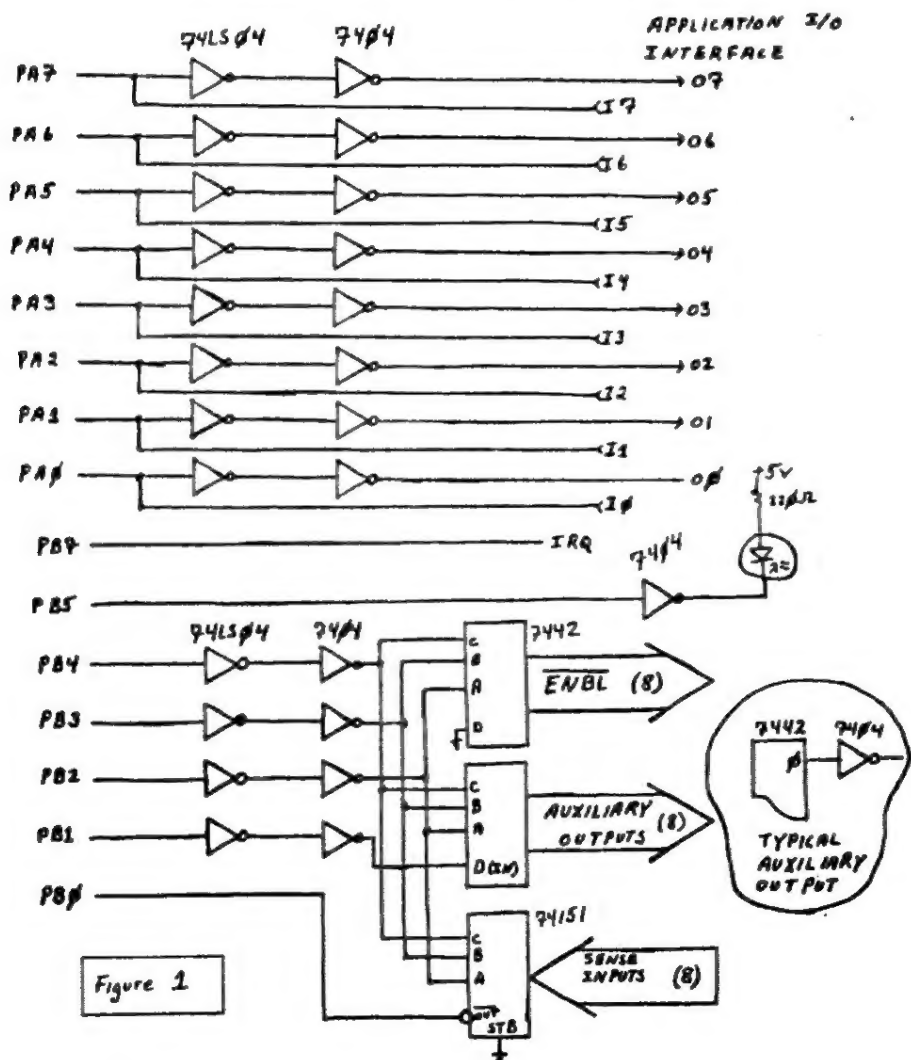 APPLICATION I/O
INTERFACE
74LSØ4
74Ø4
PA7
O7
I7
PA6
O6
I6
PA5
O5
I5
PA4
O4
I4
PA3
O3
I3
PA2
O2
I2
PA1
O1
I1
PAØ
OØ
IØ
+5V
PB7
IRQ
74Ø4
PB5
74LSØ4
74Ø4
7442
PB4
C
B
A
D
ENBL (8)
PB3
PB2
C
B
A
D(IN)
AUXILIARY
OUTPUTS (8)
7442
Ø
74Ø4
TYPICAL
AUXILIARY
OUTPUT
PB1
PBØ
74151
C
B
A
OUT
STB
SENSE
INPUTS (8)
Figure 1